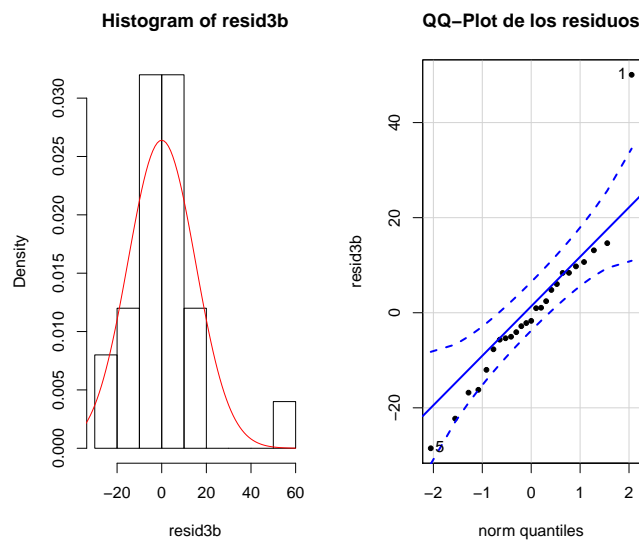 Histogram of resid3b
Density
0.000
0.005
0.010
0.015
0.020
0.025
0.030
−20 0 20 40 60
resid3b
QQ−Plot de los residuos
resid3b
−20
0
20
40
1
5
−2 −1 0 1 2
norm quantiles